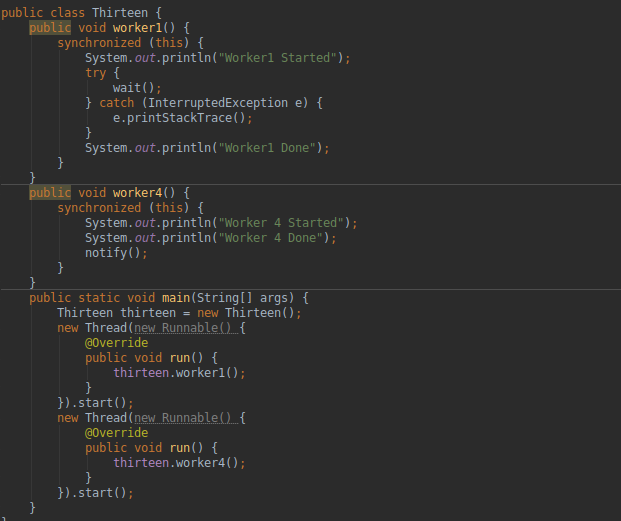 public class Thirteen {
    public void worker1() {
        synchronized (this) {
            System.out.println("Worker1 Started");
            try {
                wait();
            } catch (InterruptedException e) {
                e.printStackTrace();
            }
            System.out.println("Worker1 Done");
        }
    }
    public void worker4() {
        synchronized (this) {
            System.out.println("Worker 4 Started");
            System.out.println("Worker 4 Done");
            notify();
        }
    }
    public static void main(String[] args) {
        Thirteen thirteen = new Thirteen();
        new Thread(new Runnable() {
            @Override
            public void run() {
                thirteen.worker1();
            }
        }).start();
        new Thread(new Runnable() {
            @Override
            public void run() {
                thirteen.worker4();
            }
        }).start();
    }
}